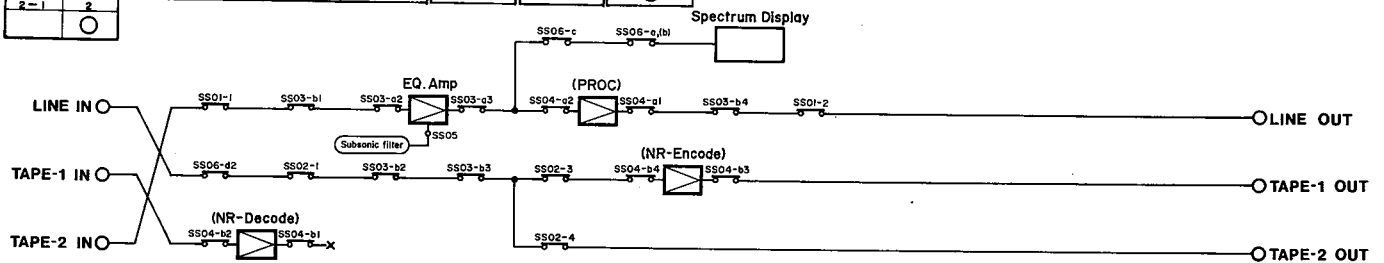 2-1 2
Spectrum Display
SS06-c SS06-a,(b)
EQ.Amp (PROC)
LINE IN SS01-1 SS03-b1 SS03-a2 SS03-a3 SS04-a2 SS04-a1 SS03-b4 SS01-2 LINE OUT
SS05
Subsonic filter
(NR-Encode)
TAPE-1 IN SS06-d2 SS02-1 SS03-b2 SS03-b3 SS02-3 SS04-b4 SS04-b3 TAPE-1 OUT
(NR-Decode)
TAPE-2 IN SS04-b2 SS04-b1 x SS02-4 TAPE-2 OUT